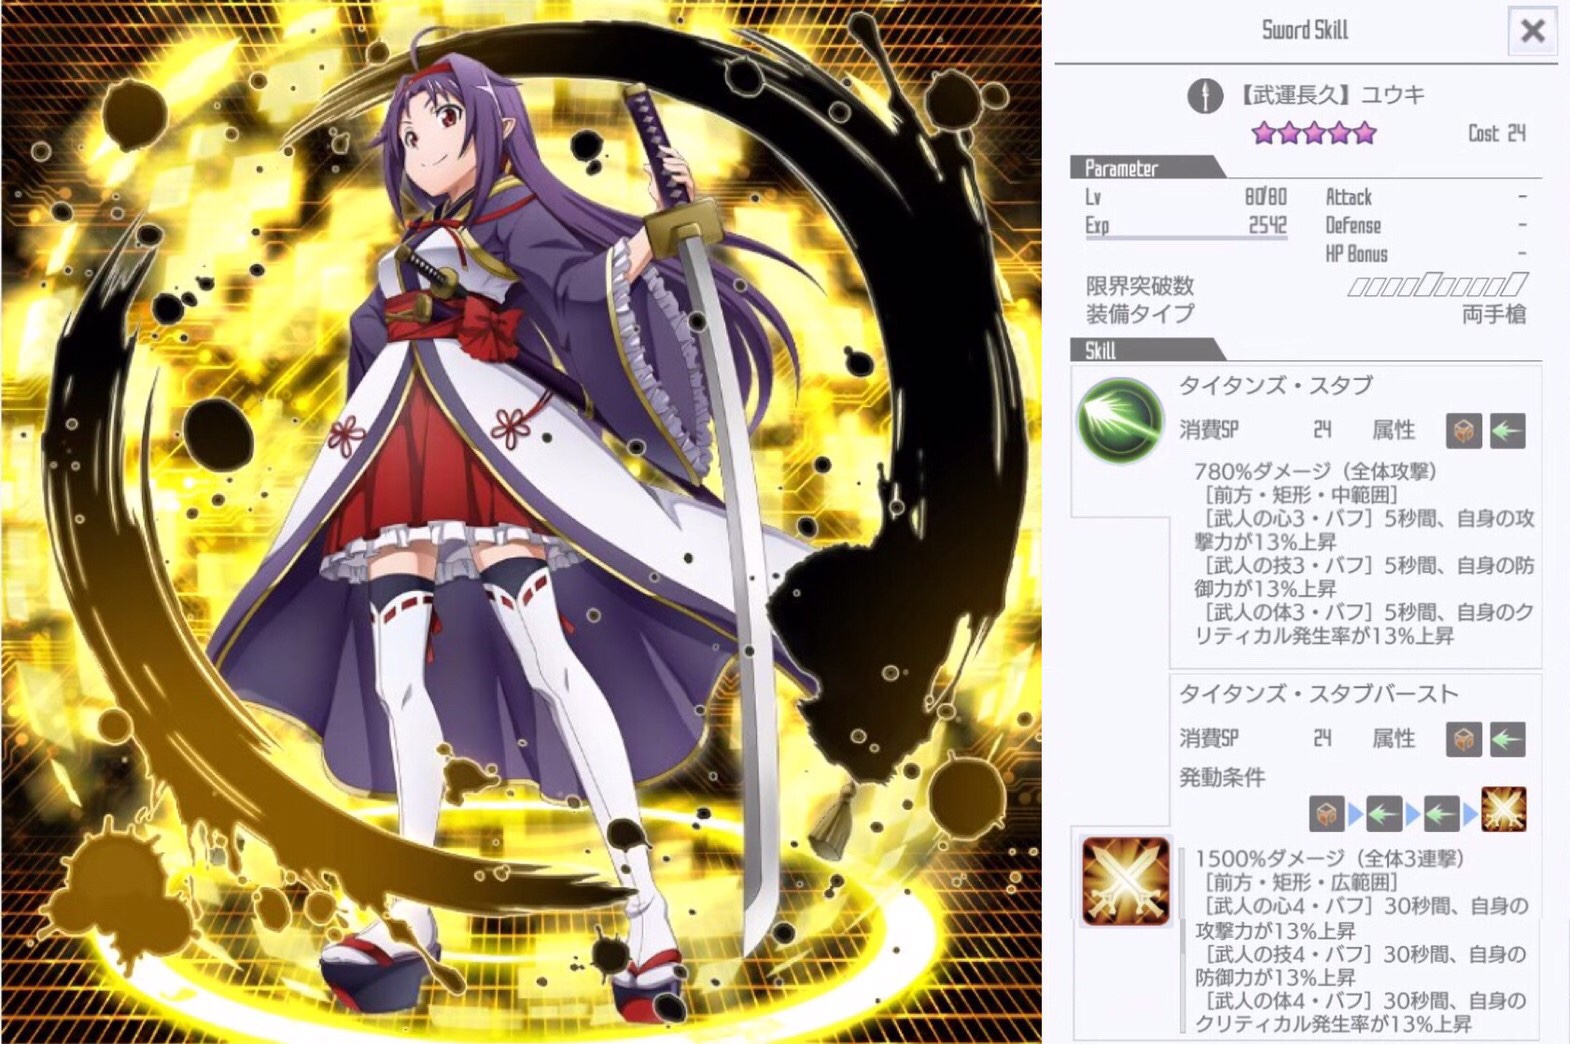 Sword Skill
【武運長久】ユウキ
Cost 24
Parameter
Lv 80/80 Attack -
Exp 2542 Defense -
HP Bonus -
限界突破数
装備タイプ 両手槍
Skill
タイタンズ・スタブ
消費SP 24 属性
780%ダメージ（全体攻撃）
［前方・矩形・中範囲］
［武人の心3・バフ］5秒間、自身の攻
撃力が13%上昇
［武人の技3・バフ］5秒間、自身の防
御力が13%上昇
［武人の体3・バフ］5秒間、自身のク
リティカル発生率が13%上昇
タイタンズ・スタブバースト
消費SP 24 属性
発動条件
1500%ダメージ（全体3連撃）
［前方・矩形・広範囲］
［武人の心4・バフ］30秒間、自身の
攻撃力が13%上昇
［武人の技4・バフ］30秒間、自身の
防御力が13%上昇
［武人の体4・バフ］30秒間、自身の
クリティカル発生率が13%上昇